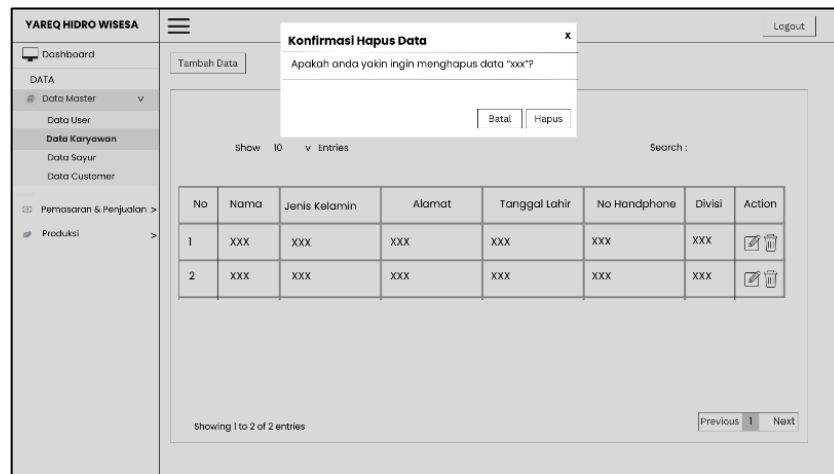 YAREQ HIDRO WISESA
Logout
Dashboard
DATA
Data Master v
Data User
Data Karyawan
Data Sayur
Data Customer
Pemasaran & Penjualan >
Produksi >
Tambah Data
Konfirmasi Hapus Data x
Apakah anda yakin ingin menghapus data "xxx"?
Batal Hapus
Show 10 v Entries Search :
No Nama Jenis Kelamin Alamat Tanggal Lahir No Handphone Divisi Action
1 XXX XXX XXX XXX XXX XXX
2 XXX XXX XXX XXX XXX XXX
Showing 1 to 2 of 2 entries
Previous 1 Next